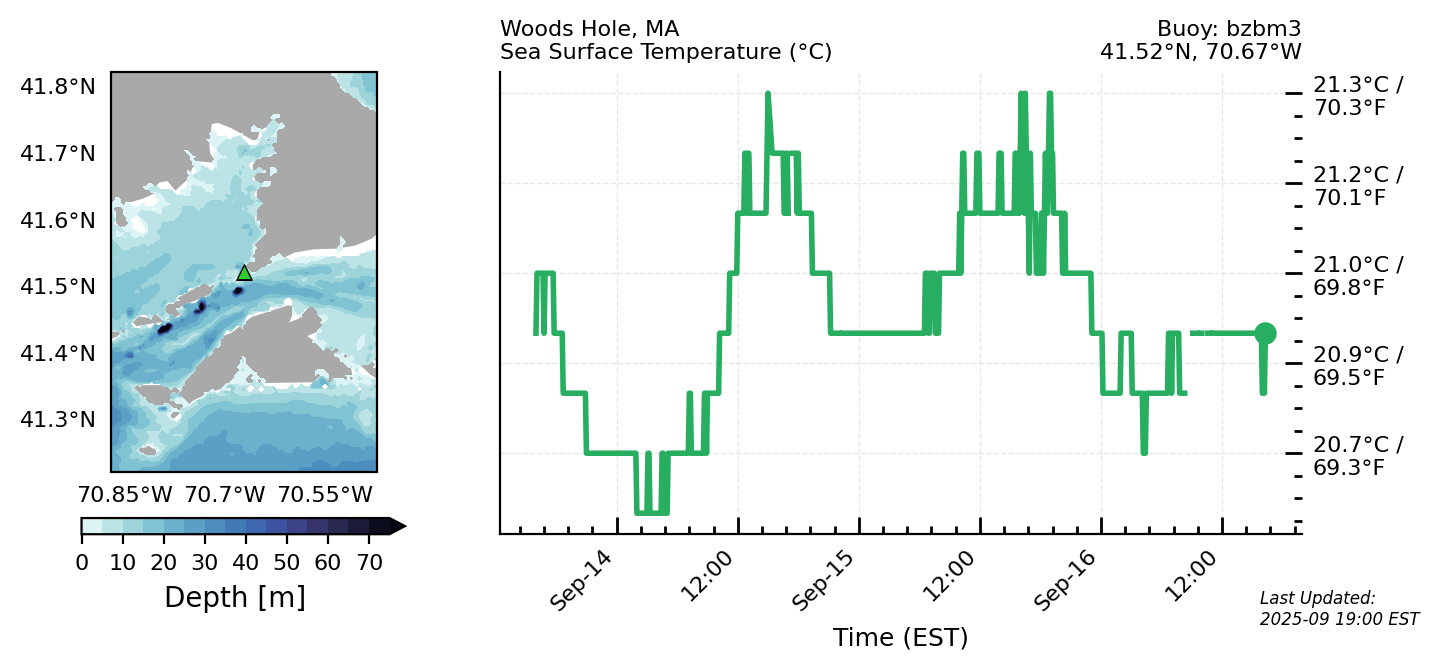 Woods Hole, MA
Sea Surface Temperature (°C)
Buoy: bzbm3
41.52°N, 70.67°W
41.8°N
41.7°N
41.6°N
41.5°N
41.4°N
41.3°N
70.85°W 70.7°W 70.55°W
0 10 20 30 40 50 60 70
Depth [m]
21.3°C /
70.3°F
21.2°C /
70.1°F
21.0°C /
69.8°F
20.9°C /
69.5°F
20.7°C /
69.3°F
Sep-14
12:00
Sep-15
12:00
Sep-16
12:00
Time (EST)
Last Updated:
2025-09 19:00 EST